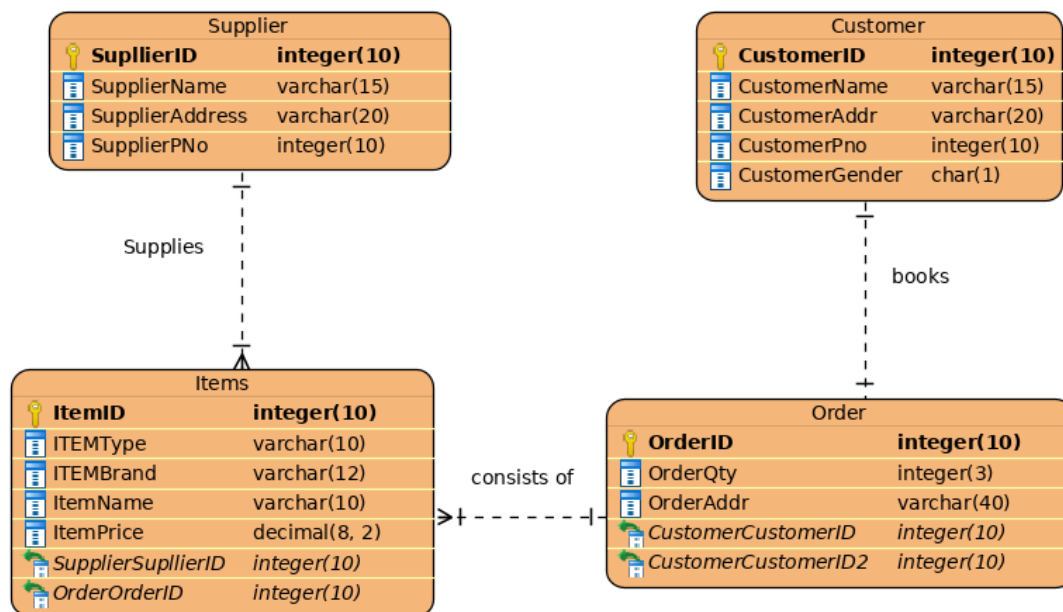 Supplier
SupllierID integer(10)
SupplierName varchar(15)
SupplierAddress varchar(20)
SupplierPNo integer(10)
Customer
CustomerID integer(10)
CustomerName varchar(15)
CustomerAddr varchar(20)
CustomerPno integer(10)
CustomerGender char(1)
Supplies
books
Items
ItemID integer(10)
ITEMType varchar(10)
ITEMBrand varchar(12)
ItemName varchar(10)
ItemPrice decimal(8, 2)
SupplierSupllierID integer(10)
OrderOrderID integer(10)
consists of
Order
OrderID integer(10)
OrderQty integer(3)
OrderAddr varchar(40)
CustomerCustomerID integer(10)
CustomerCustomerID2 integer(10)